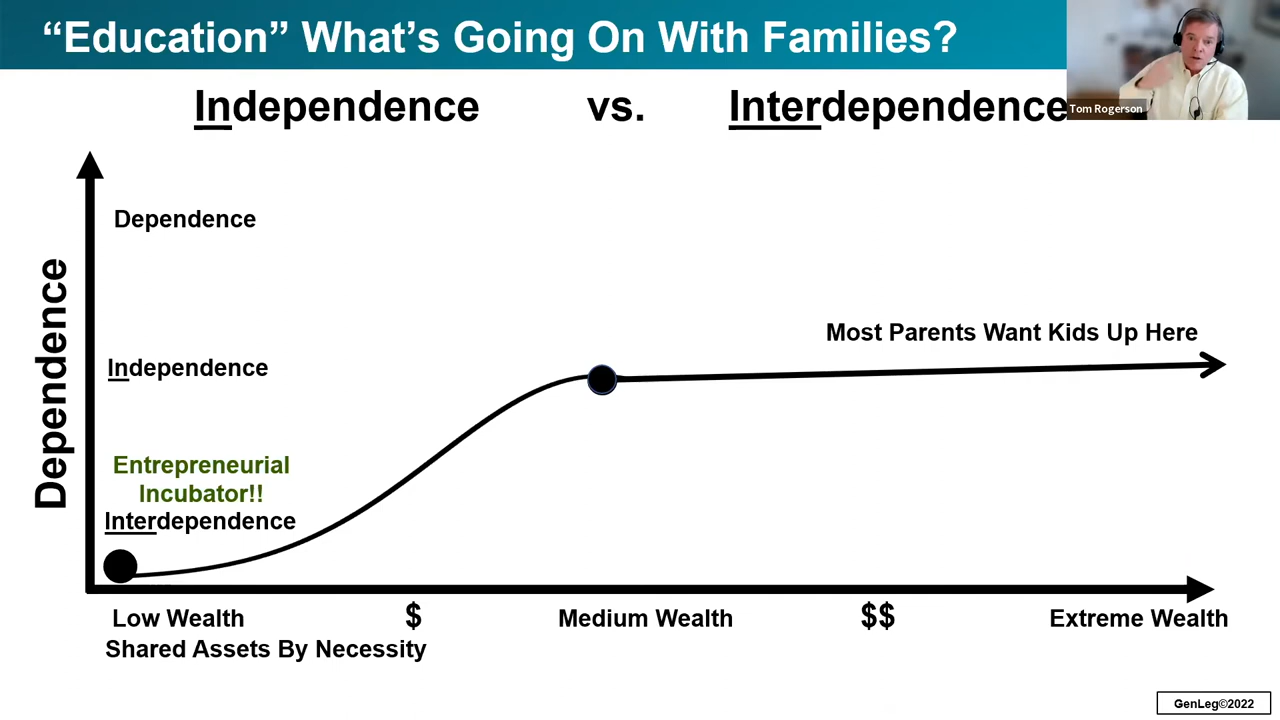 “Education” What’s Going On With Families?
Tom Rogerson
Independence vs. Interdependence
Dependence
Dependence
Most Parents Want Kids Up Here
Independence
Entrepreneurial
Incubator!!
Interdependence
Low Wealth $ Medium Wealth $$ Extreme Wealth
Shared Assets By Necessity
GenLeg©2022